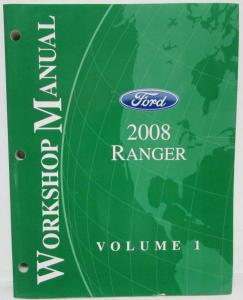 WORKSHOP MANUAL
Ford
2008
RANGER
VOLUME 1